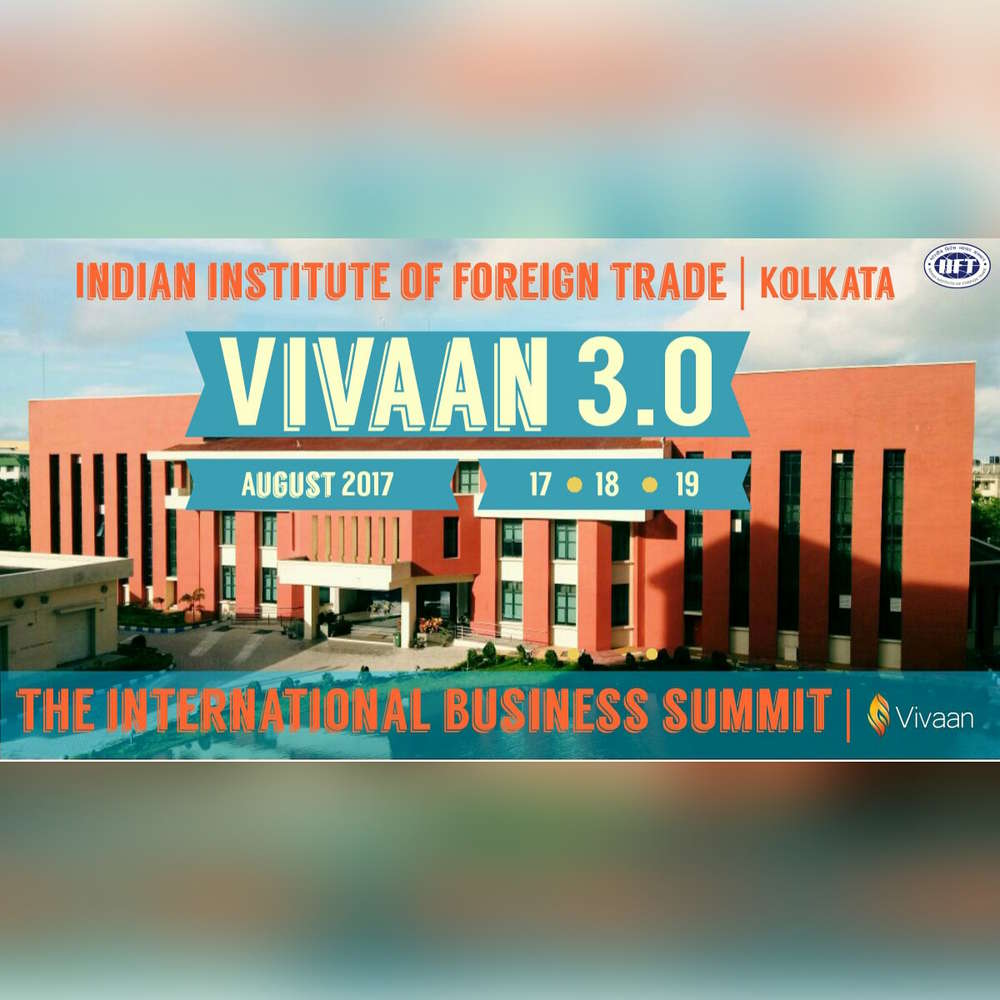 INDIAN INSTITUTE OF FOREIGN TRADE | KOLKATA
IIFT
VIVAAN 3.0
AUGUST 2017
17 • 18 • 19
THE INTERNATIONAL BUSINESS SUMMIT |
Vivaan